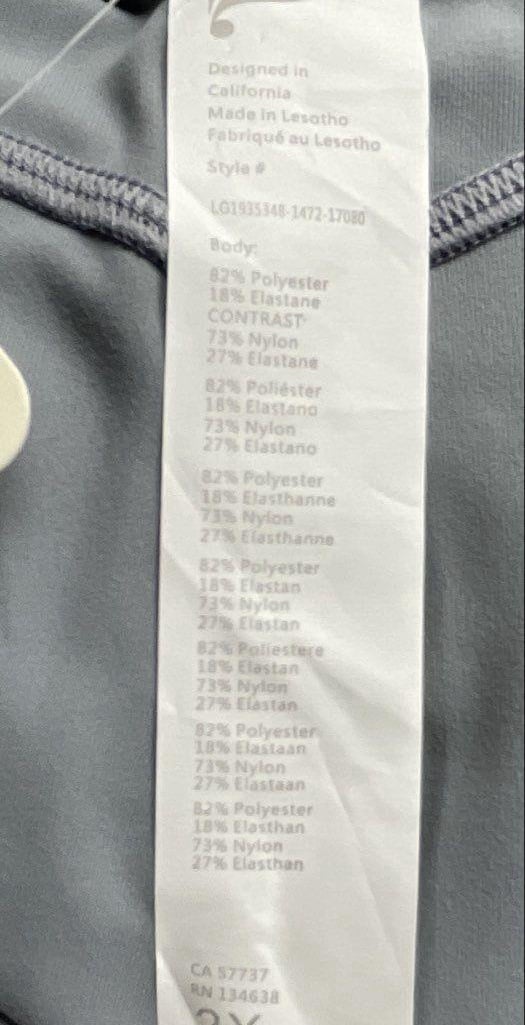 Designed in
California
Made in Lesotho
Fabriqué au Lesotho
Style #
LG1935348-1472-17080
Body:
82% Polyester
18% Elastane
CONTRAST:
73% Nylon
27% Elastane
82% Poliéster
18% Elastano
73% Nylon
27% Elastano
82% Polyester
18% Elasthanne
73% Nylon
27% Elasthanne
82% Polyester
18% Elastan
73% Nylon
27% Elastan
82% Poliestere
18% Elastan
73% Nylon
27% Elastan
82% Polyester
18% Elastaan
73% Nylon
27% Elastaan
82% Polyester
18% Elasthan
73% Nylon
27% Elasthan
CA 57737
RN 134638
2X